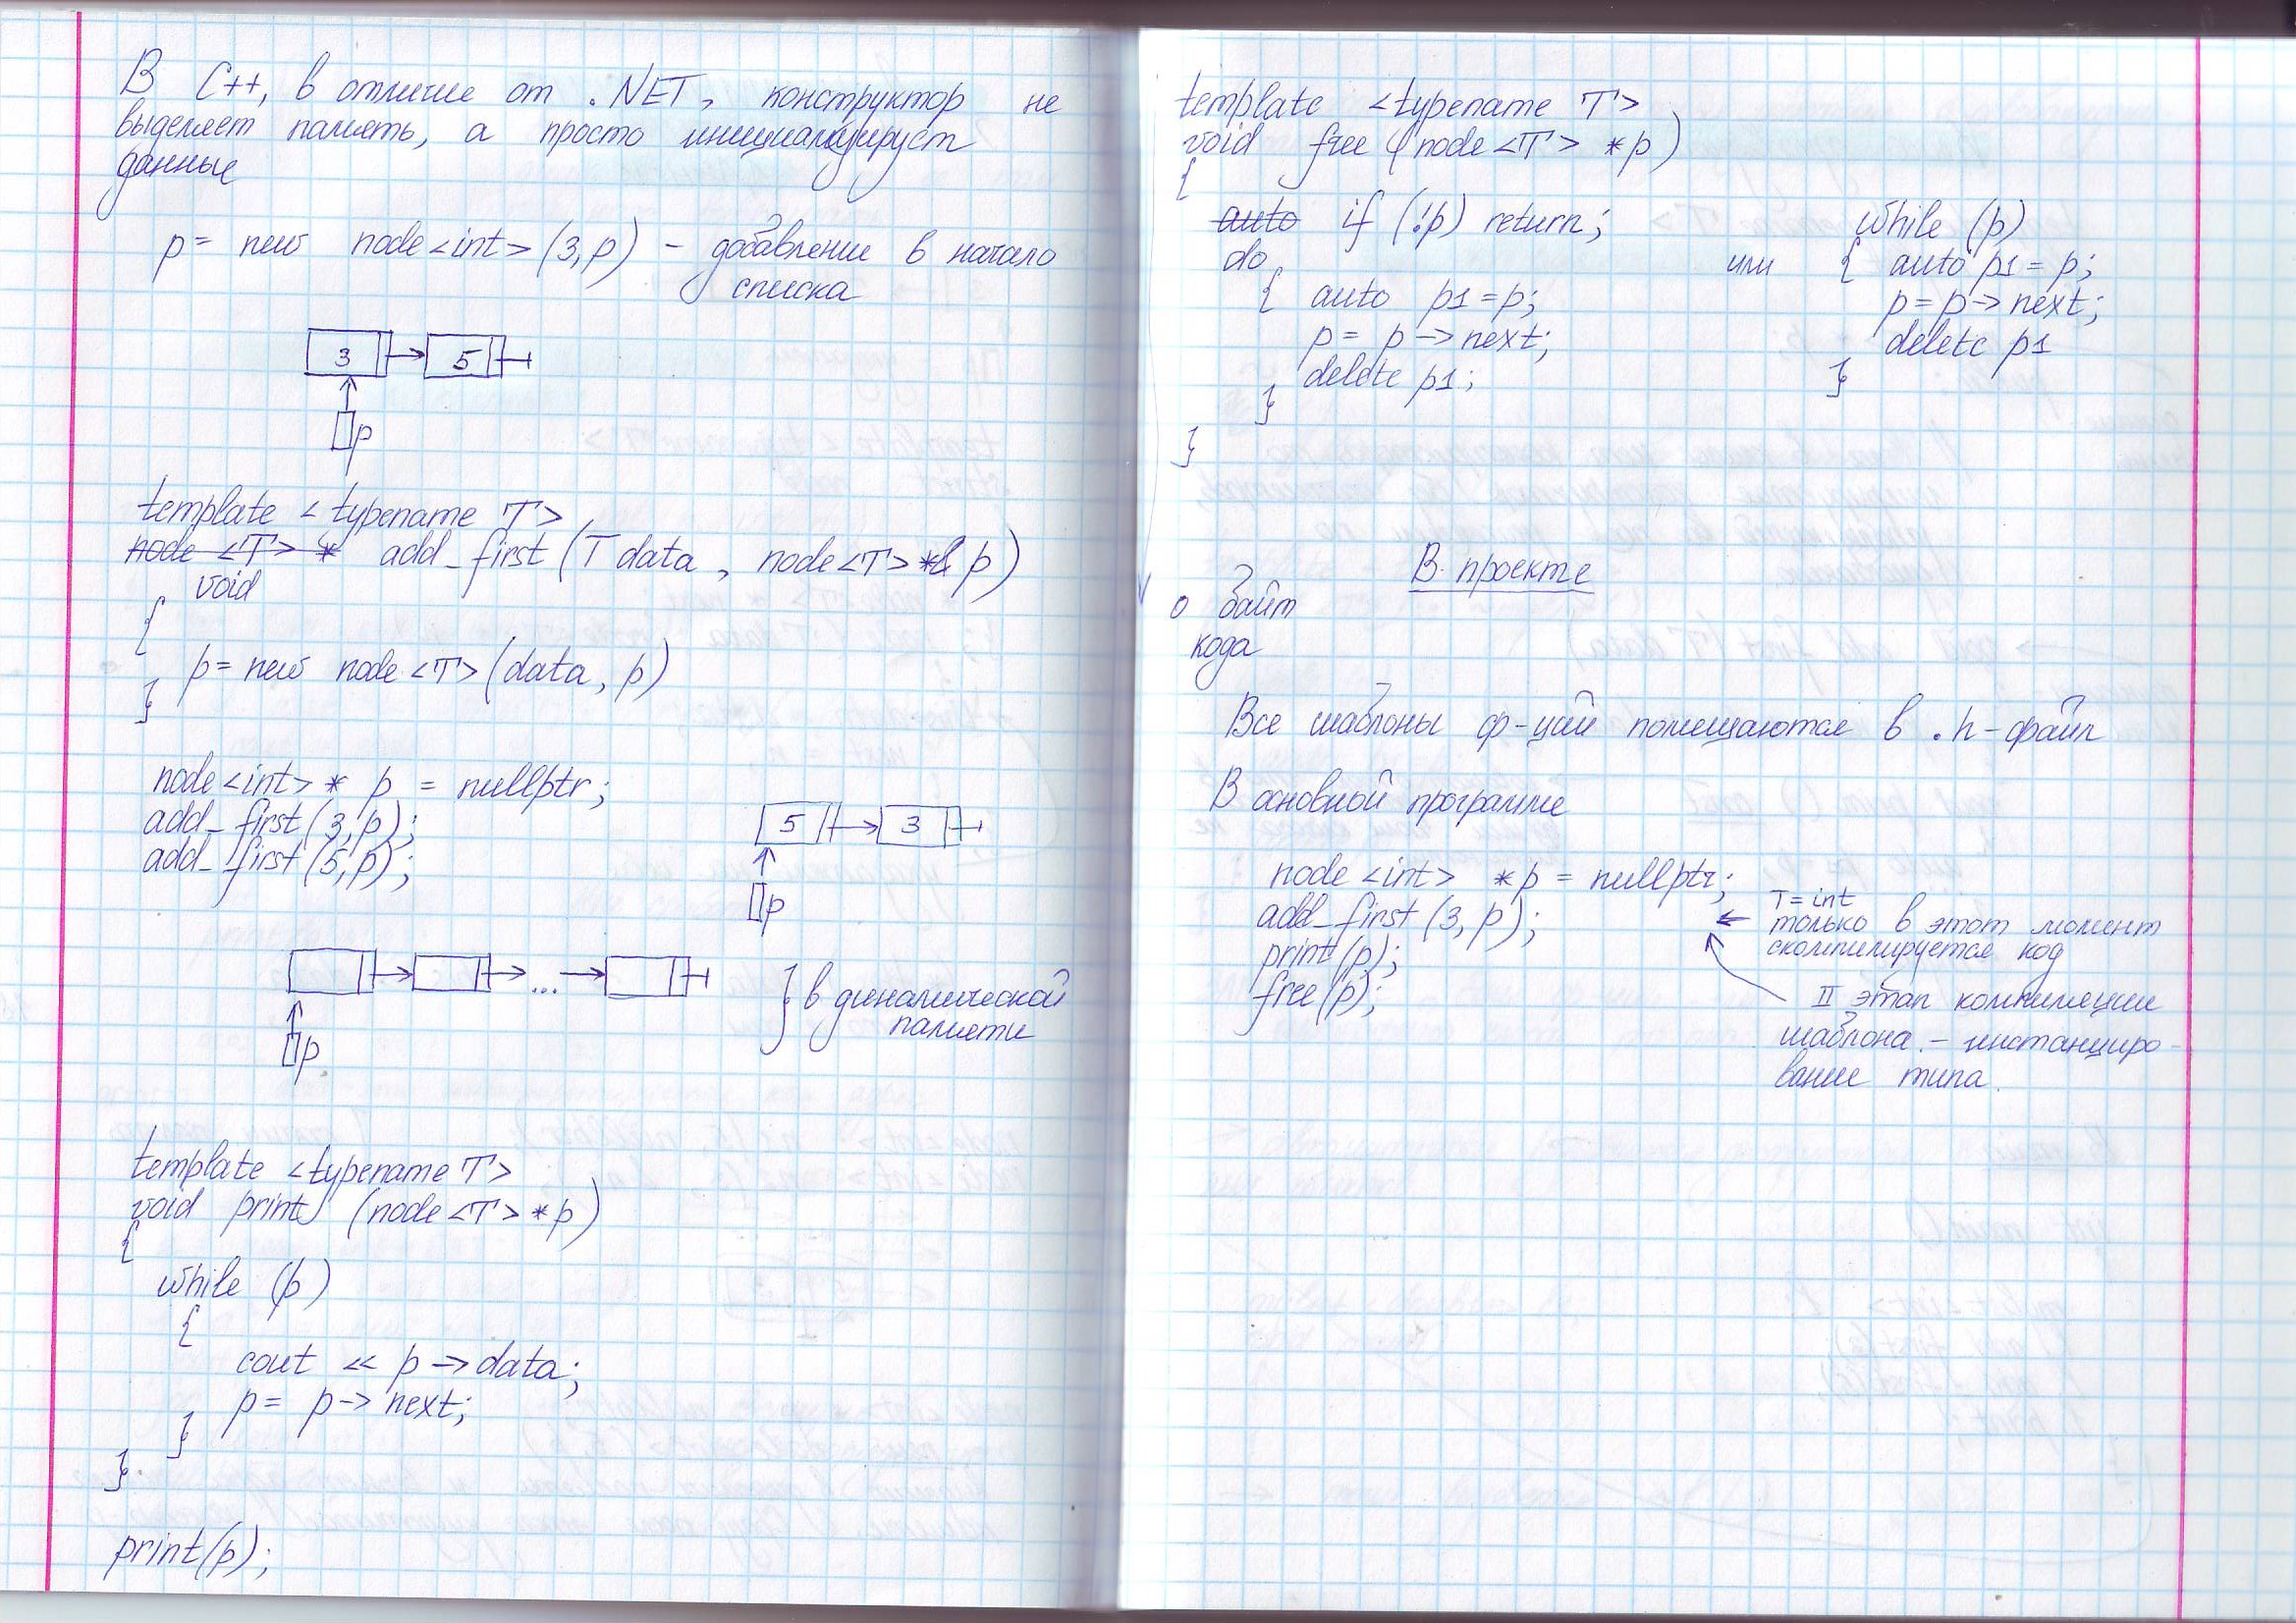 В C++, в отличие от .NET, конструктор не
выделяет память, а просто инициализирует
данные
p= new node<int>(3,p) – добавление в начало
списка
3 5
p
template <typename T>
node <T> * add_first (T data, node<T> *& p)
void
{
p= new node <T>(data, p)
}
node<int> * p = nullptr;
add_first(3,p);
add_first(5,p);
5 3
p
...
} в динамической
памяти
p
template <typename T>
void print (node<T> *p)
{
while (p)
{
cout << p->data;
p= p->next;
}
}
print(p);
template <typename T>
void free (node<T> *p)
{
auto if (!p) return;
do
{ auto p1=p;
p= p->next;
delete p1;
}
}
или
while (p)
{ auto p1=p;
p=p->next;
delete p1
}
В проекте
0 байт
кода
Все шаблоны ф-ций помещаются в .h-файл
В основной программе
node <int> *p = nullptr;
add_first (3,p);
print(p);
free(p);
T=int
только в этот момент
скомпилируется код
II этап компиляции
шаблона – инстанциро-
вание типа.